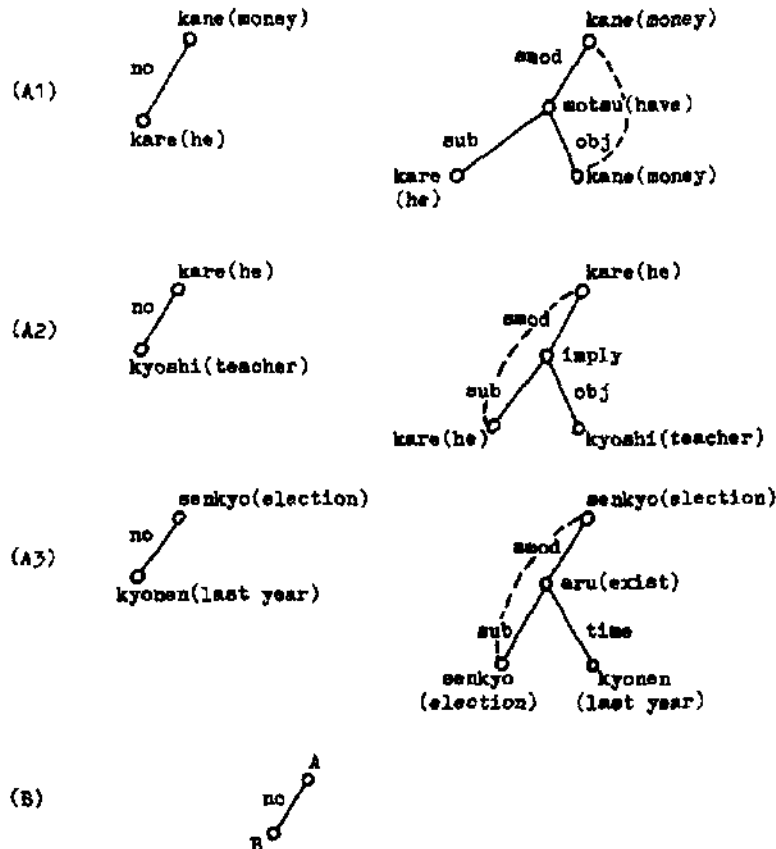 kane(money)
kane(money)
no
smod
(A1)
motsu(have)
kare(he)
sub
obj
kare
(he)
kane(money)
kare(he)
kare(he)
no
smod
(A2)
imply
kyoshi(teacher)
sub
obj
kare(he)
kyoshi(teacher)
senkyo(election)
senkyo(election)
no
smod
(A3)
aru(exist)
kyonen(last year)
sub
time
senkyo
(election)
kyonen
(last year)
A
(B)
no
B